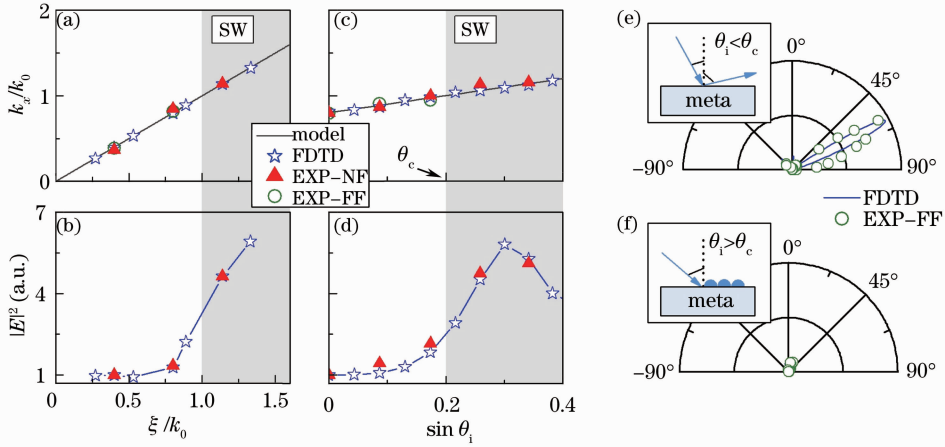 (a)
SW
2
1
0
kₓ/k₀
(c)
SW
θc
model
FDTD
EXP-NF
EXP-FF
(b)
7
4
1
|E|² (a.u.)
0
0.5
1.0
1.5
ξ/k₀
(d)
0
0.2
0.4
sin θi
(e)
θi<θc
meta
0°
45°
-90°
90°
FDTD
EXP-FF
(f)
θi>θc
meta
0°
45°
-90°
90°